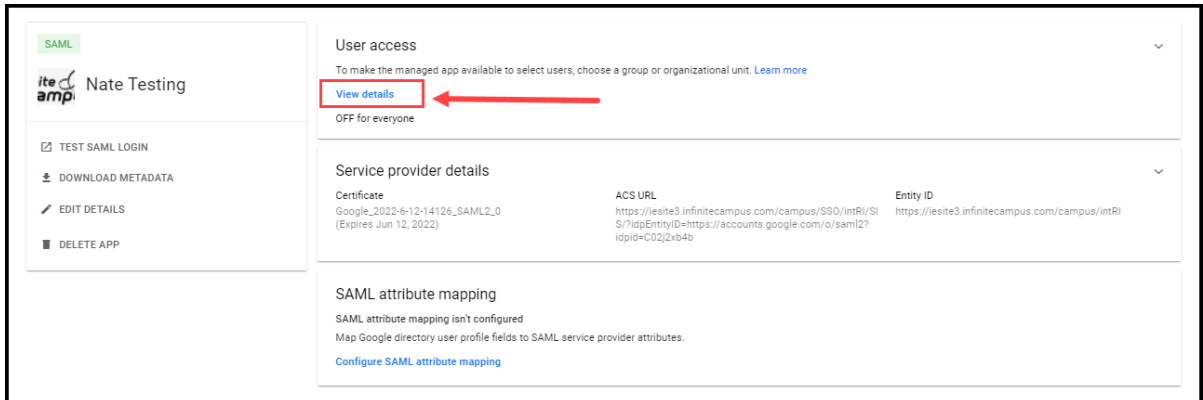 SAML
ite
amp
Nate Testing
TEST SAML LOGIN
DOWNLOAD METADATA
EDIT DETAILS
DELETE APP
User access
To make the managed app available to select users, choose a group or organizational unit. Learn more
View details
OFF for everyone
Service provider details
Certificate
Google_2022-6-12-14126_SAML2_0
(Expires Jun 12, 2022)
ACS URL
https://iesite3.infinitecampus.com/campus/SSO/intRI/SI
S/?idpEntityID=https://accounts.google.com/o/saml2?
idpid=C02j2xb4b
Entity ID
https://iesite3.infinitecampus.com/campus/intRI
SAML attribute mapping
SAML attribute mapping isn't configured
Map Google directory user profile fields to SAML service provider attributes.
Configure SAML attribute mapping